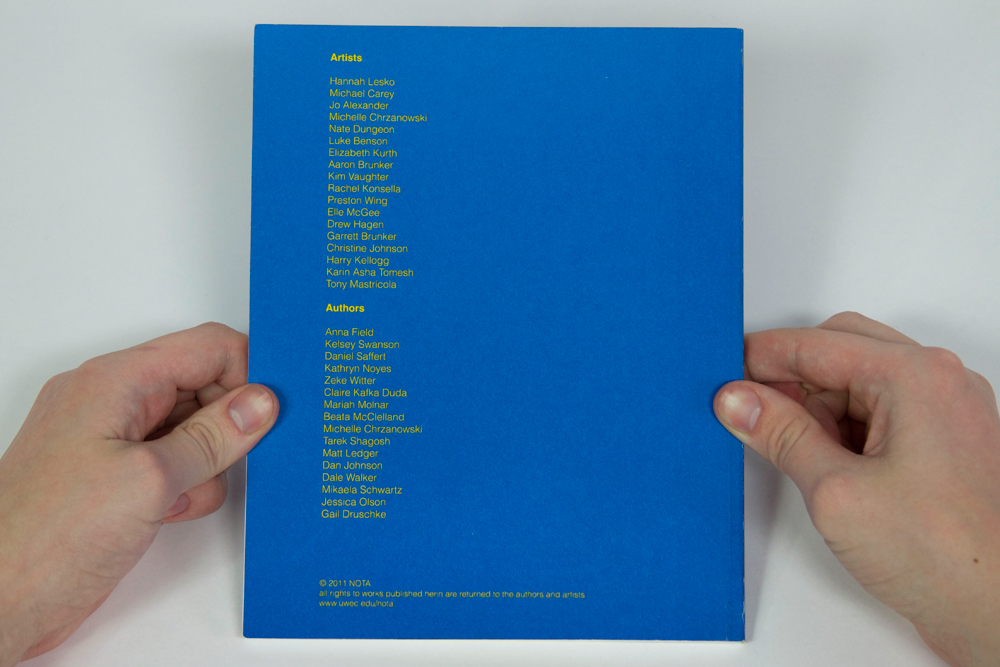 Artists
Hannah Lesko
Michael Carey
Jo Alexander
Michelle Chrzanowski
Nate Dungeon
Luke Benson
Elizabeth Kurth
Aaron Brunker
Kim Vaughter
Rachel Konsella
Preston Wing
Elle McGee
Drew Hagen
Garrett Brunker
Christine Johnson
Harry Kellogg
Karin Asha Tomesh
Tony Mastricola
Authors
Anna Field
Kelsey Swanson
Daniel Saffert
Kathryn Noyes
Zeke Witter
Claire Kafka Duda
Mariah Molnar
Beata McClelland
Michelle Chrzanowski
Tarek Shagosh
Matt Ledger
Dan Johnson
Dale Walker
Mikaela Schwartz
Jessica Olson
Gail Druschke
© 2011 NOTA
all rights to works published herin are returned to the authors and artists
www.uwec.edu/nota